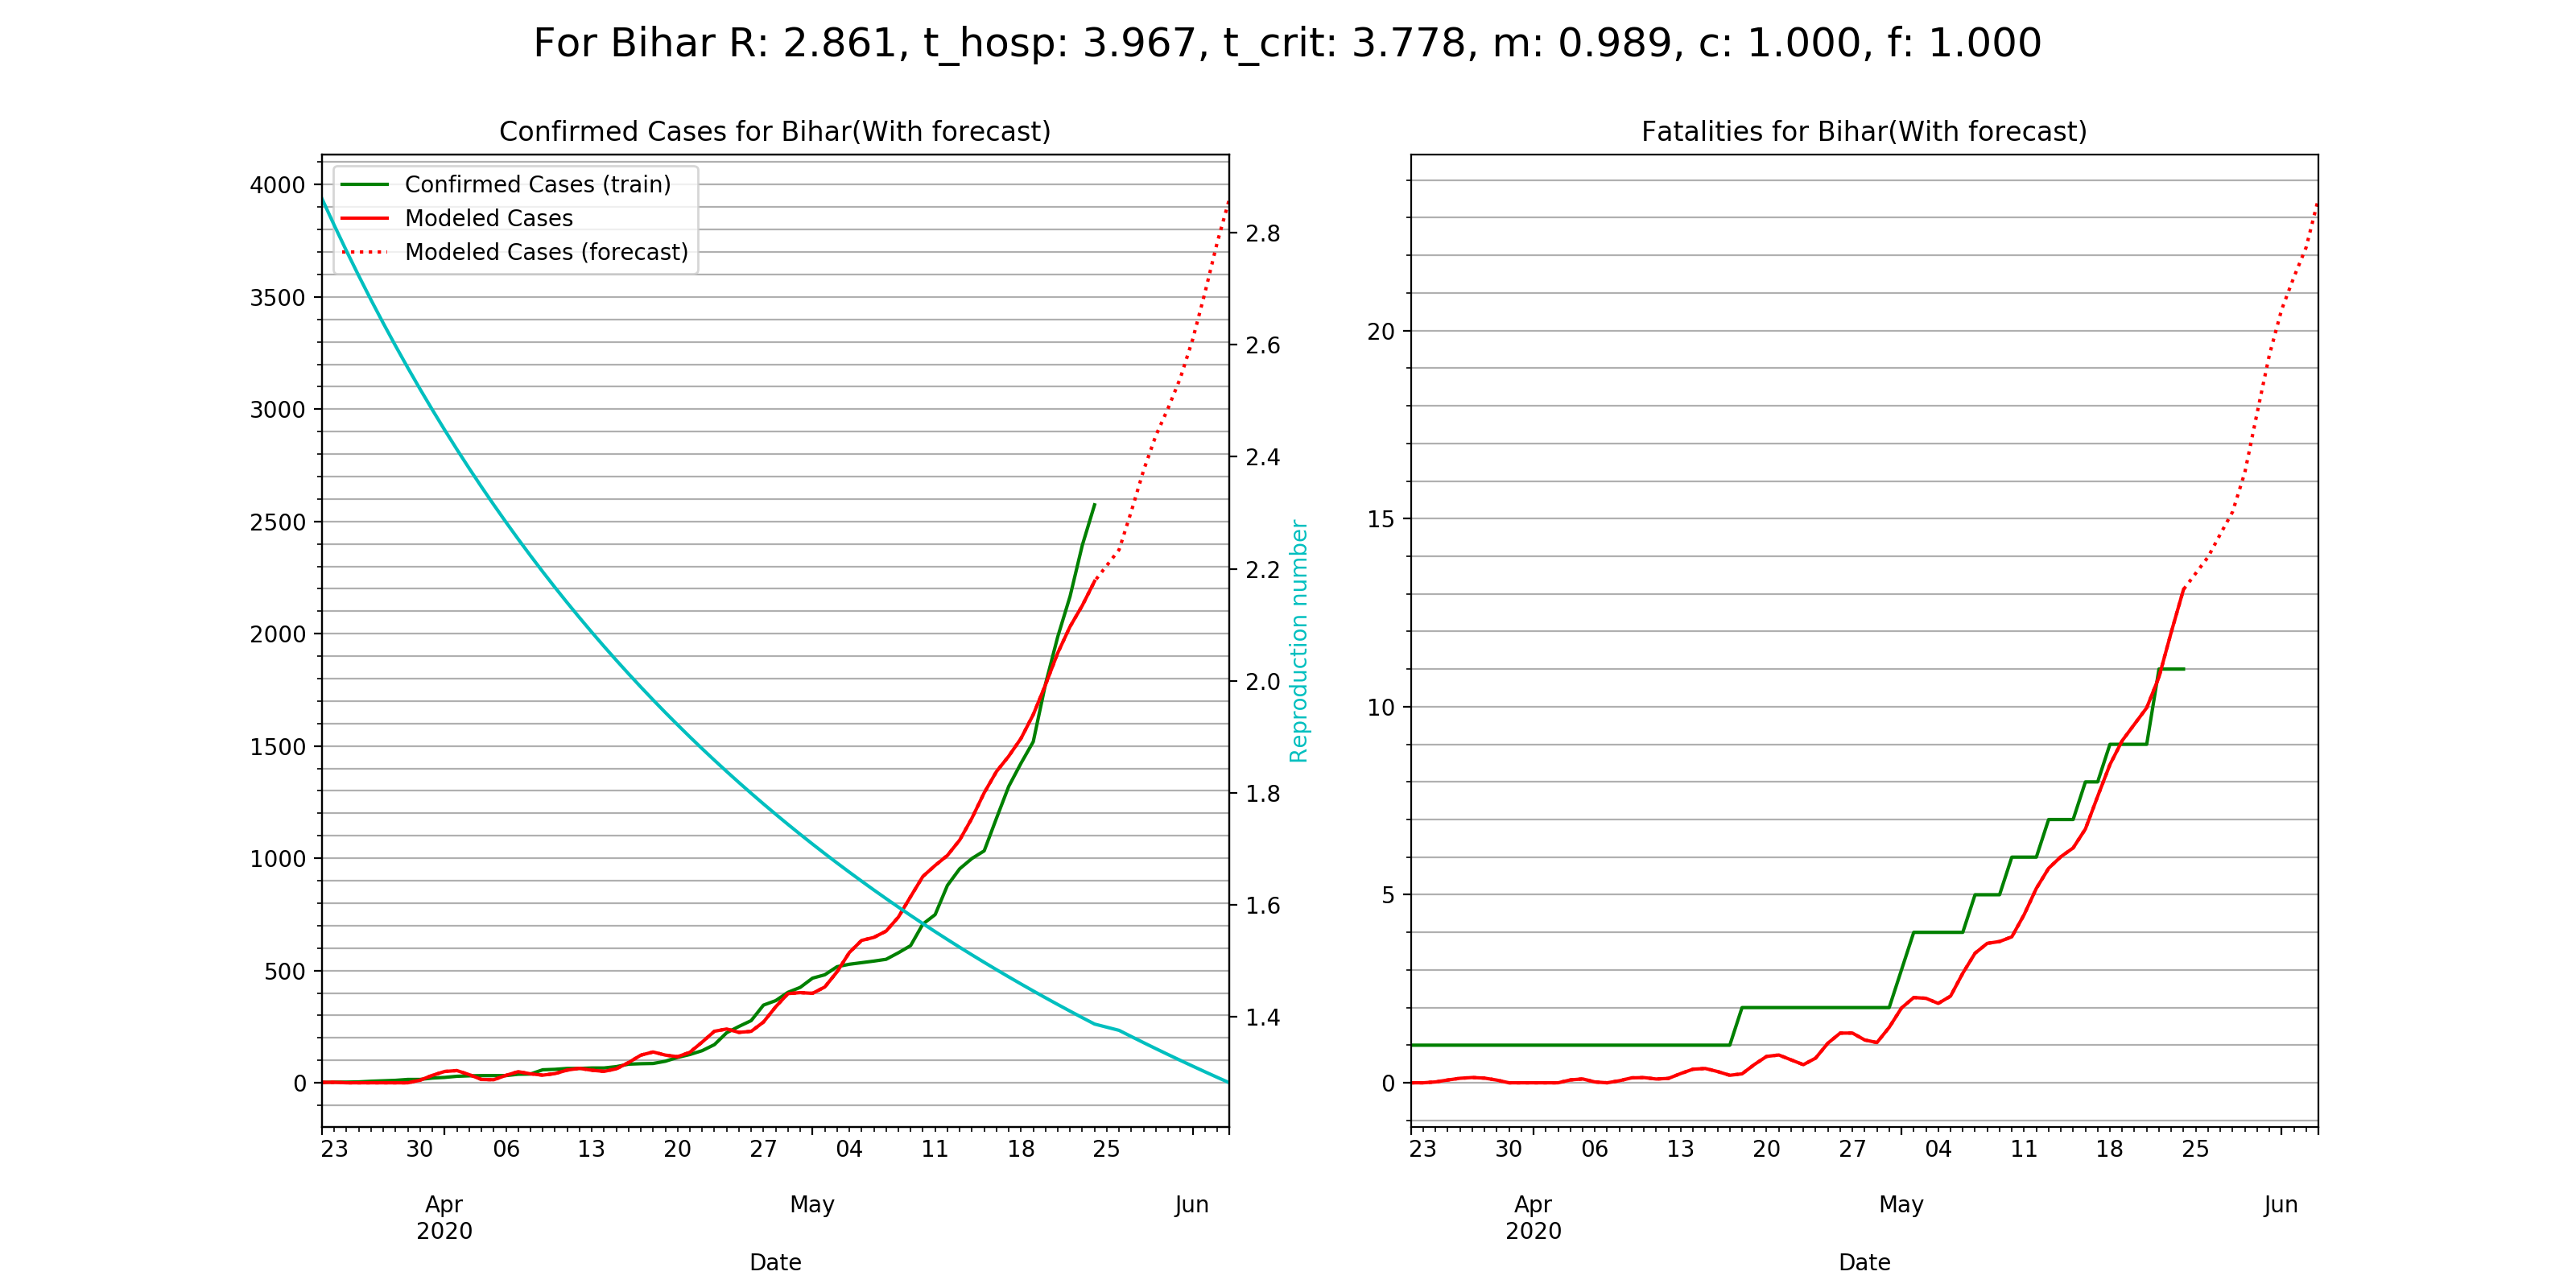 For Bihar R: 2.861, t_hosp: 3.967, t_crit: 3.778, m: 0.989, c: 1.000, f: 1.000
Confirmed Cases for Bihar(With forecast)
Confirmed Cases (train)
Modeled Cases
Modeled Cases (forecast)
4000
3500
3000
2500
2000
1500
1000
500
0
2.8
2.6
2.4
2.2
2.0
1.8
1.6
1.4
Reproduction number
23 30 06 13 20 27 04 11 18 25
Apr May Jun
2020
Date
Fatalities for Bihar(With forecast)
20
15
10
5
0
23 30 06 13 20 27 04 11 18 25
Apr May Jun
2020
Date